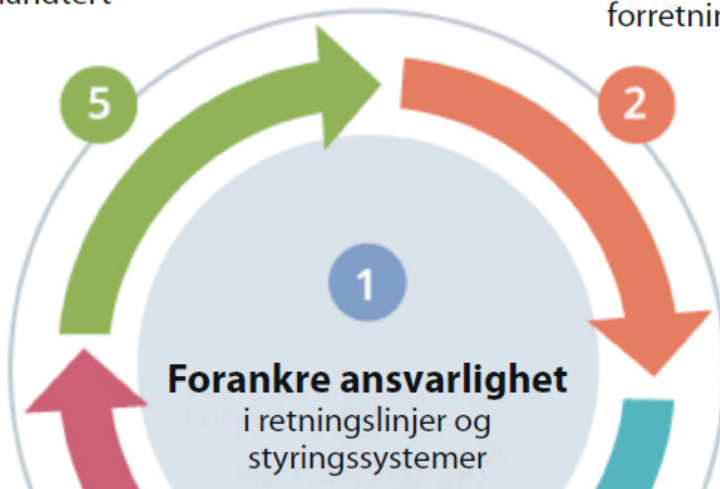 5
2
1
Forankre ansvarlighet
i retningslinjer og
styringssystemer